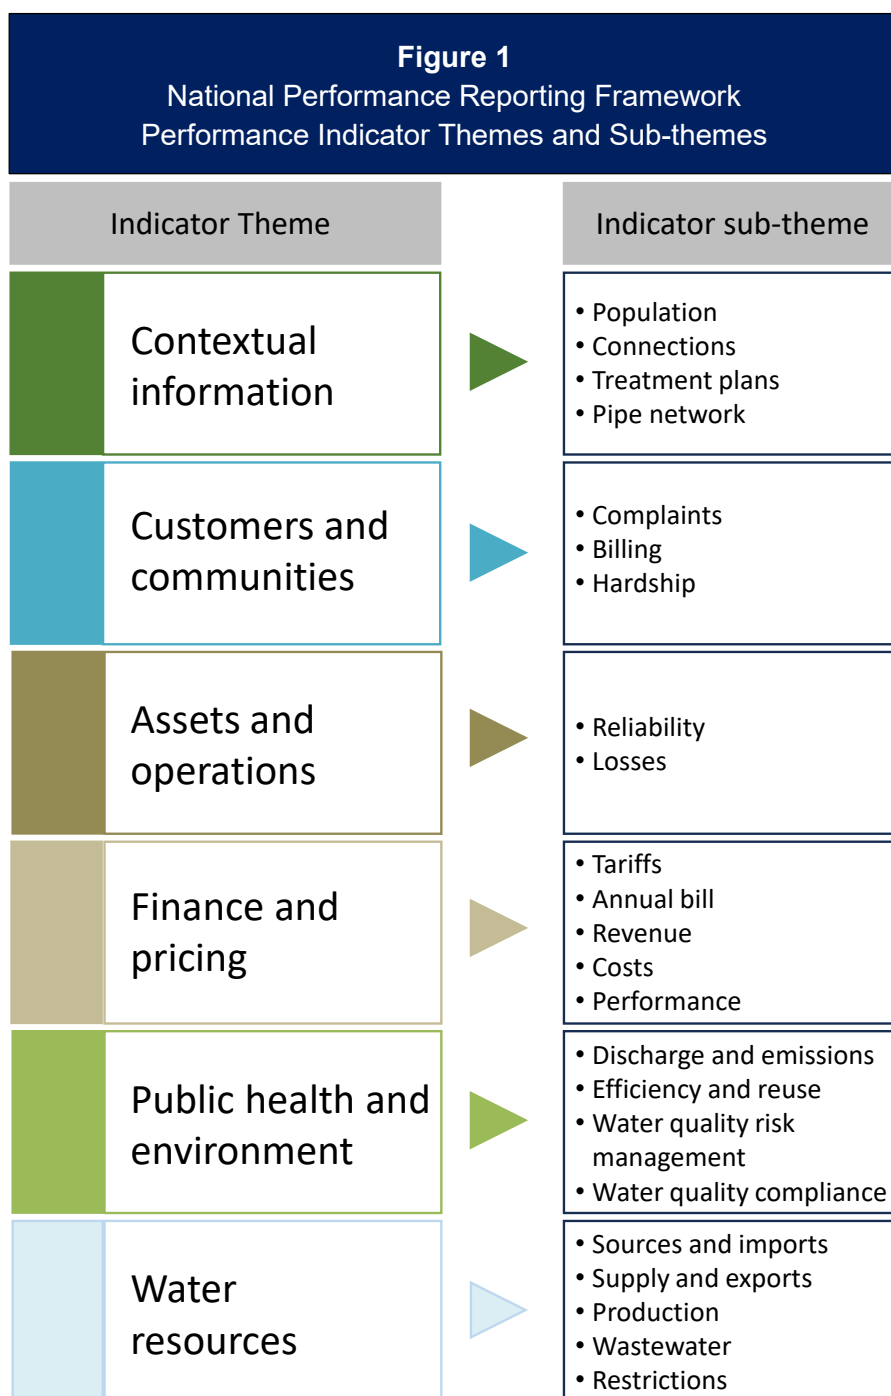 Figure 1
National Performance Reporting Framework
Performance Indicator Themes and Sub-themes
Indicator Theme
Indicator sub-theme
Contextual
information
• Population
• Connections
• Treatment plans
• Pipe network
Customers and
communities
• Complaints
• Billing
• Hardship
Assets and
operations
• Reliability
• Losses
Finance and
pricing
• Tariffs
• Annual bill
• Revenue
• Costs
• Performance
Public health and
environment
• Discharge and emissions
• Efficiency and reuse
• Water quality risk
management
• Water quality compliance
Water
resources
• Sources and imports
• Supply and exports
• Production
• Wastewater
• Restrictions